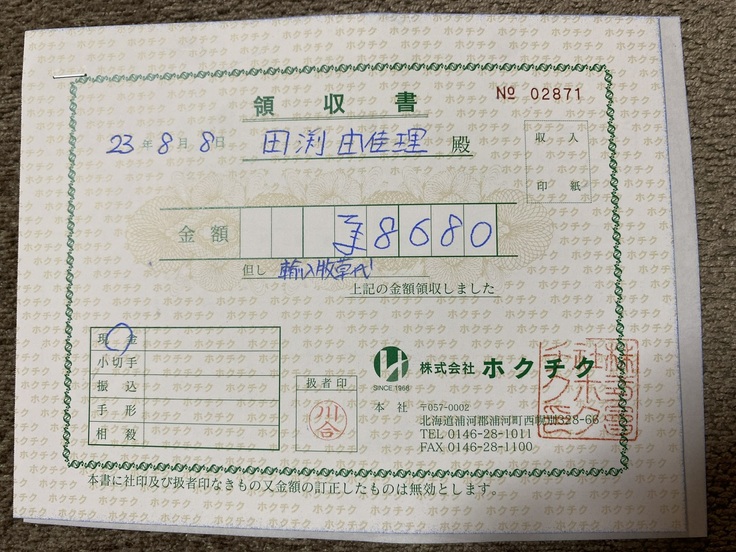 領収書
№ 02871
23年8月8日
田渕由佳理 殿
収入
印紙
金額 ¥8680
但し 輸入牧草代
上記の金額領収しました
現金
小切手
振込
手形
相殺
扱者印
川合
SINCE 1966
株式会社 ホクチク
本社 〒057-0002
北海道浦河郡浦河町西幌別328-66
TEL 0146-28-1011
FAX 0146-28-1100
本書に社印及び扱者印なきもの又金額の訂正したものは無効とします。